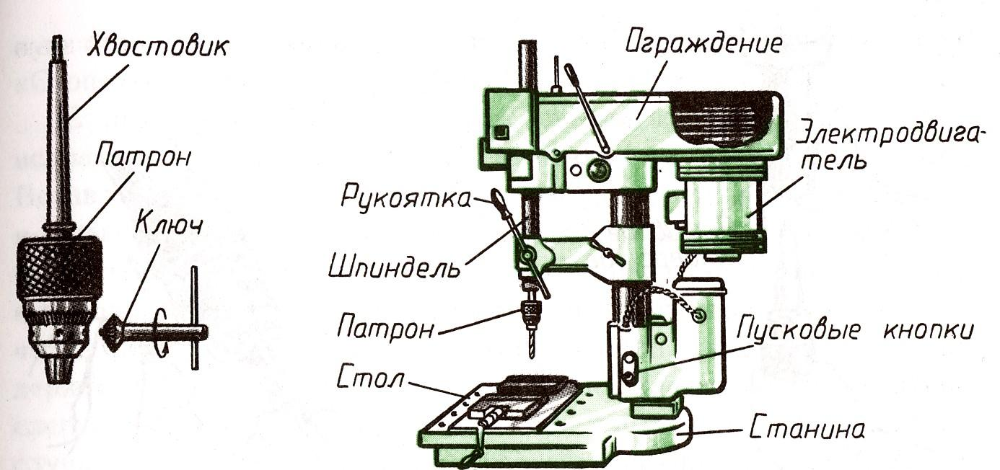 Хвостовик
Патрон
Ключ
Ограждение
Электродвига-
тель
Рукоятка
Шпиндель
Патрон
Пусковые кнопки
Стол
Станина